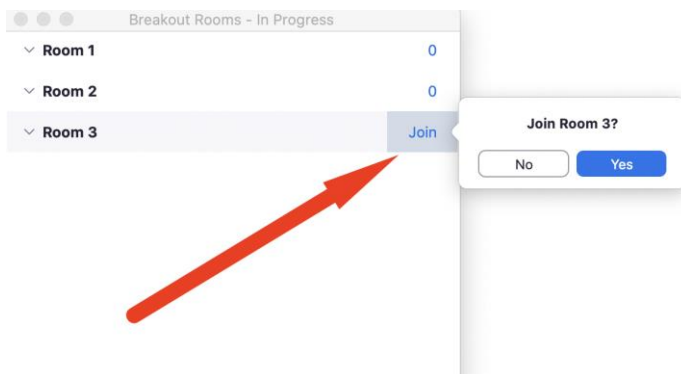 Breakout Rooms - In Progress
Room 1 0
Room 2 0
Room 3 Join
Join Room 3?
No Yes